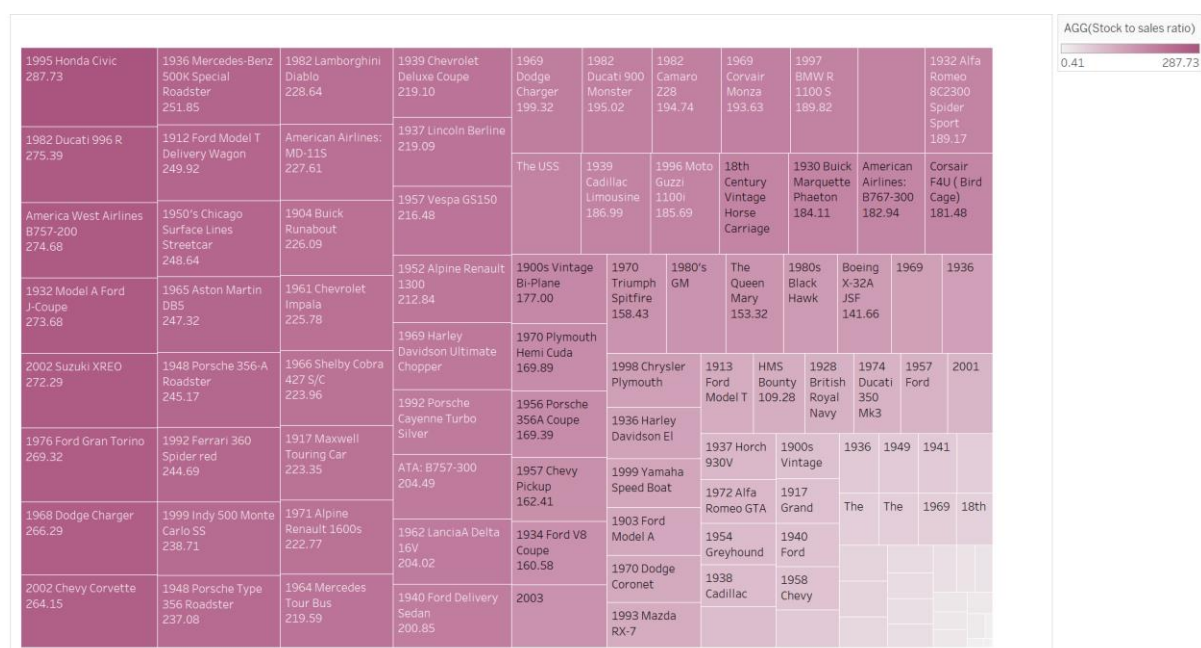 AGG(Stock to sales ratio)
0.41 287.73
1995 Honda Civic
287.73
1982 Ducati 996 R
275.39
America West Airlines
B757-200
274.68
1932 Model A Ford
J-Coupe
273.68
2002 Suzuki XREO
272.29
1976 Ford Gran Torino
269.32
1968 Dodge Charger
266.29
2002 Chevy Corvette
264.15
1936 Mercedes-Benz
500K Special
Roadster
251.85
1912 Ford Model T
Delivery Wagon
249.92
1950's Chicago
Surface Lines
Streetcar
248.64
1965 Aston Martin
DB5
247.32
1948 Porsche 356-A
Roadster
245.17
1992 Ferrari 360
Spider red
244.69
1999 Indy 500 Monte
Carlo SS
238.71
1948 Porsche Type
356 Roadster
237.08
1982 Lamborghini
Diablo
228.64
American Airlines:
MD-11S
227.61
1904 Buick
Runabout
226.09
1961 Chevrolet
Impala
225.78
1966 Shelby Cobra
427 S/C
223.96
1917 Maxwell
Touring Car
223.35
1971 Alpine
Renault 1600s
222.77
1964 Mercedes
Tour Bus
219.59
1939 Chevrolet
Deluxe Coupe
219.10
1937 Lincoln Berline
219.09
1957 Vespa GS150
216.48
1952 Alpine Renault
1300
212.84
1969 Harley
Davidson Ultimate
Chopper
1992 Porsche
Cayenne Turbo
Silver
ATA: B757-300
204.49
1962 LanciaA Delta
16V
204.02
1940 Ford Delivery
Sedan
200.85
1969
Dodge
Charger
199.32
1982
Ducati 900
Monster
195.02
1982
Camaro
Z28
194.74
1969
Corvair
Monza
193.63
1997
BMW R
1100 S
189.82
1932 Alfa
Romeo
8C2300
Spider
Sport
189.17
The USS
1939
Cadillac
Limousine
186.99
1996 Moto
Guzzi
1100i
185.69
18th
Century
Vintage
Horse
Carriage
1930 Buick
Marquette
Phaeton
184.11
American
Airlines:
B767-300
182.94
Corsair
F4U ( Bird
Cage)
181.48
1900s Vintage
Bi-Plane
177.00
1970 Plymouth
Hemi Cuda
169.89
1956 Porsche
356A Coupe
169.39
1957 Chevy
Pickup
162.41
1934 Ford V8
Coupe
160.58
2003
1970
Triumph
Spitfire
158.43
1980's
GM
The
Queen
Mary
153.32
1980s
Black
Hawk
Boeing
X-32A
JSF
141.66
1969
1936
1998 Chrysler
Plymouth
1936 Harley
Davidson El
1999 Yamaha
Speed Boat
1903 Ford
Model A
1970 Dodge
Coronet
1993 Mazda
RX-7
1913
Ford
Model T
HMS
Bounty
109.28
1928
British
Royal
Navy
1974
Ducati
350
Mk3
1957
Ford
2001
1937 Horch
930V
1972 Alfa
Romeo GTA
1954
Greyhound
1938
Cadillac
1900s
Vintage
1917
Grand
1940
Ford
1958
Chevy
1936
1949
1941
The
The
1969
18th